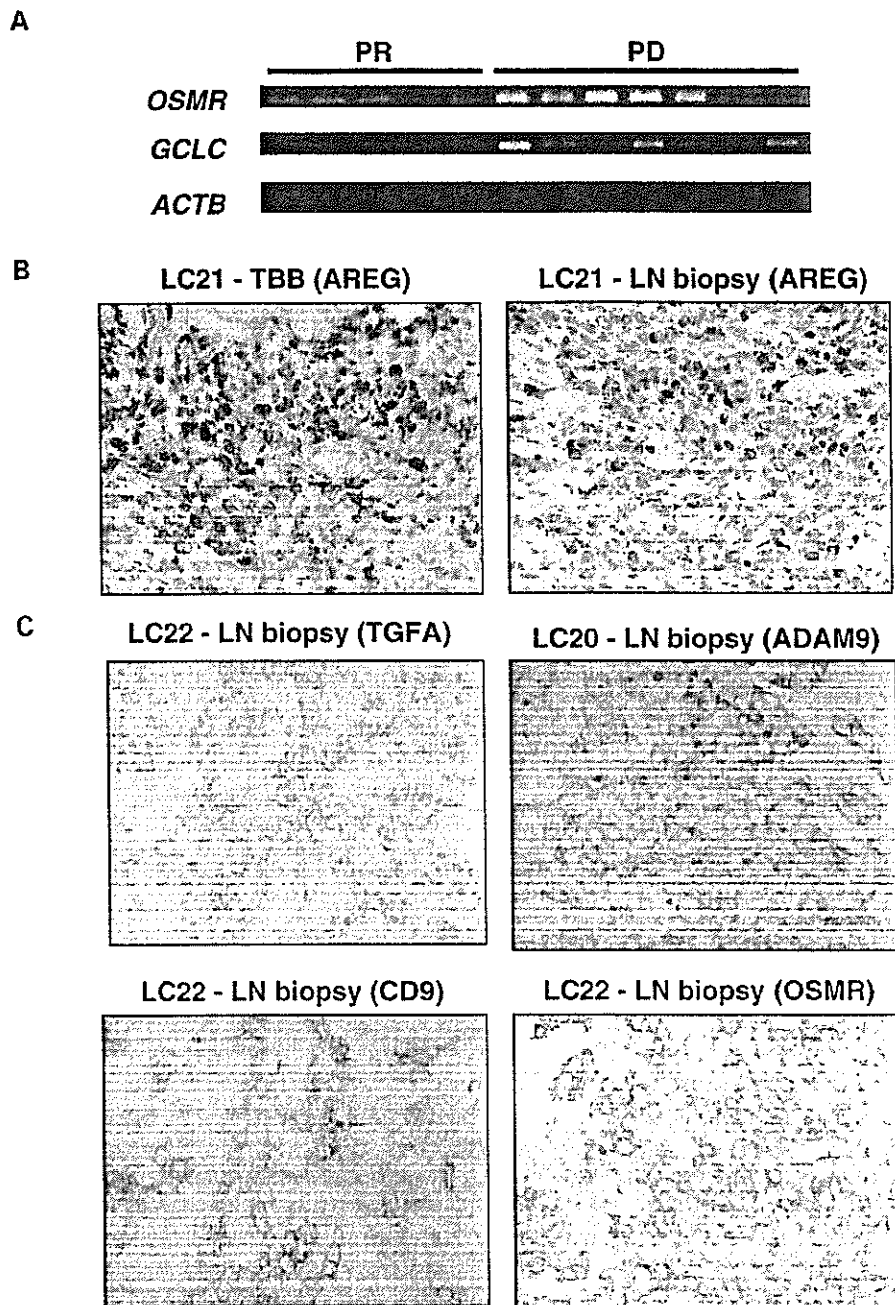 A
PR PD
OSMR
GCLC
ACTB
B
LC21 - TBB (AREG) LC21 - LN biopsy (AREG)
C
LC22 - LN biopsy (TGFA) LC20 - LN biopsy (ADAM9)
LC22 - LN biopsy (CD9) LC22 - LN biopsy (OSMR)